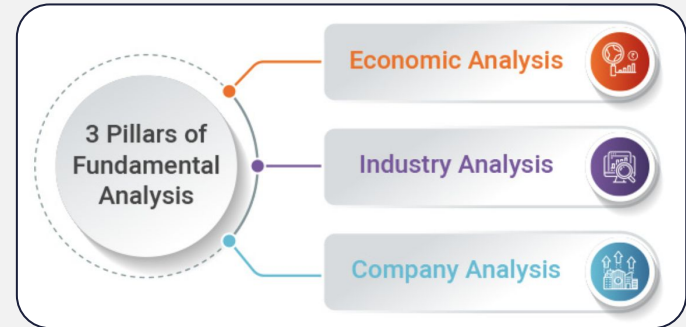 3 Pillars of
Fundamental
Analysis
Economic Analysis
Industry Analysis
Company Analysis